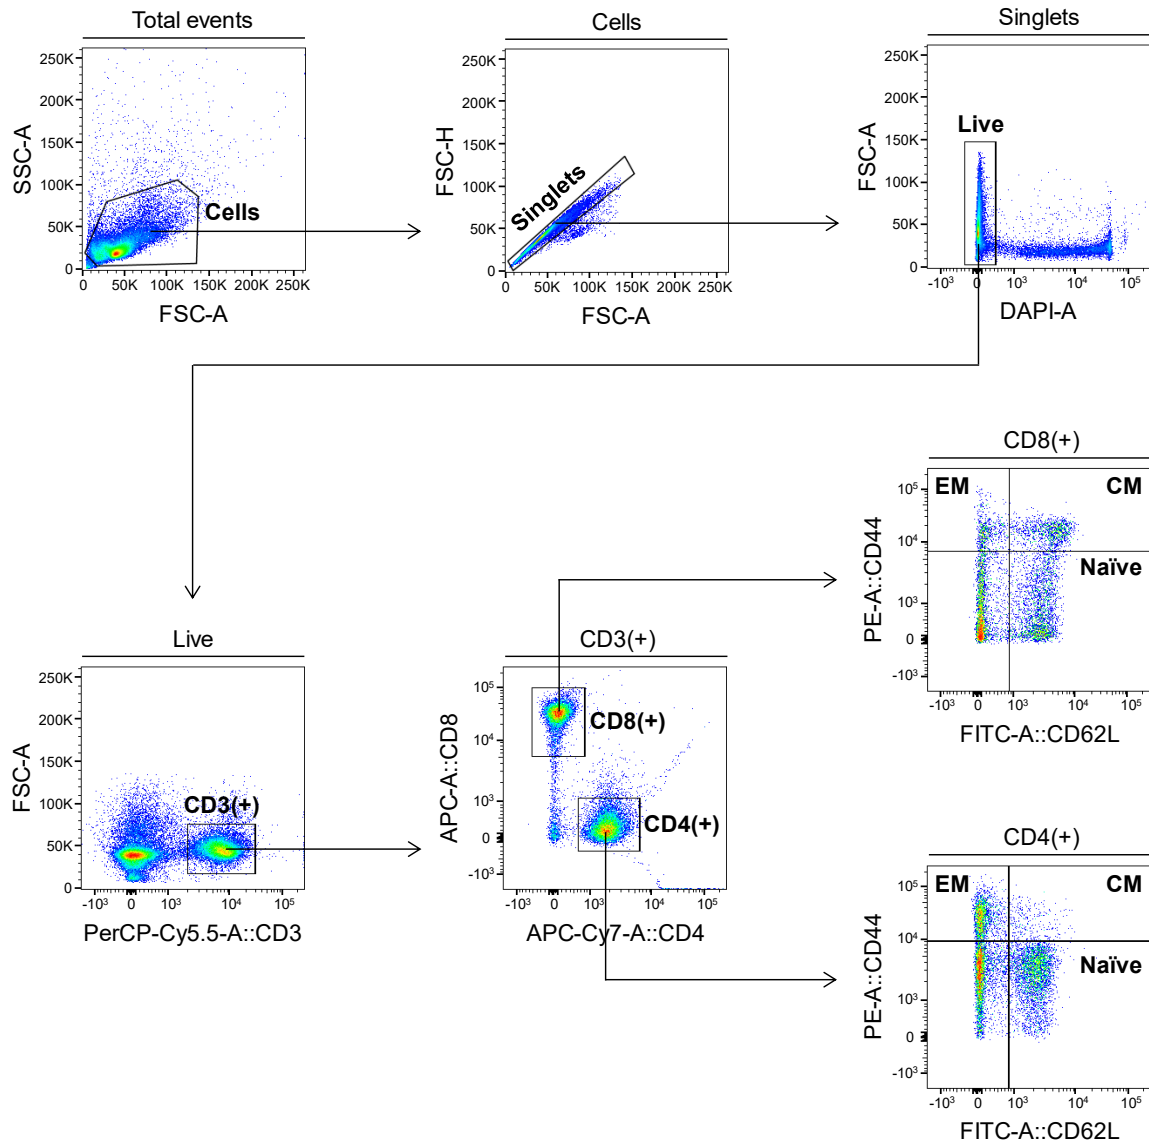 Total events
250K
200K
150K
100K
50K
0
SSC-A
Cells
0 50K 100K 150K 200K 250K
FSC-A
Cells
250K
200K
150K
100K
50K
0
FSC-H
Singlets
0 50K 100K 150K 200K 250K
FSC-A
Singlets
250K
200K
150K
100K
50K
0
FSC-A
Live
-10³ 0 10³ 10⁴ 10⁵
DAPI-A
CD8(+)
EM CM
Naïve
10⁵
10⁴
10³
0
-10³
PE-A::CD44
-10³ 0 10³ 10⁴ 10⁵
FITC-A::CD62L
Live
250K
200K
150K
100K
50K
0
FSC-A
CD3(+)
-10³ 0 10³ 10⁴ 10⁵
PerCP-Cy5.5-A::CD3
CD3(+)
10⁵
10⁴
10³
0
-10³
APC-A::CD8
CD8(+)
CD4(+)
-10³ 0 10³ 10⁴ 10⁵
APC-Cy7-A::CD4
CD4(+)
EM CM
Naïve
10⁵
10⁴
10³
0
-10³
PE-A::CD44
-10³ 0 10³ 10⁴ 10⁵
FITC-A::CD62L